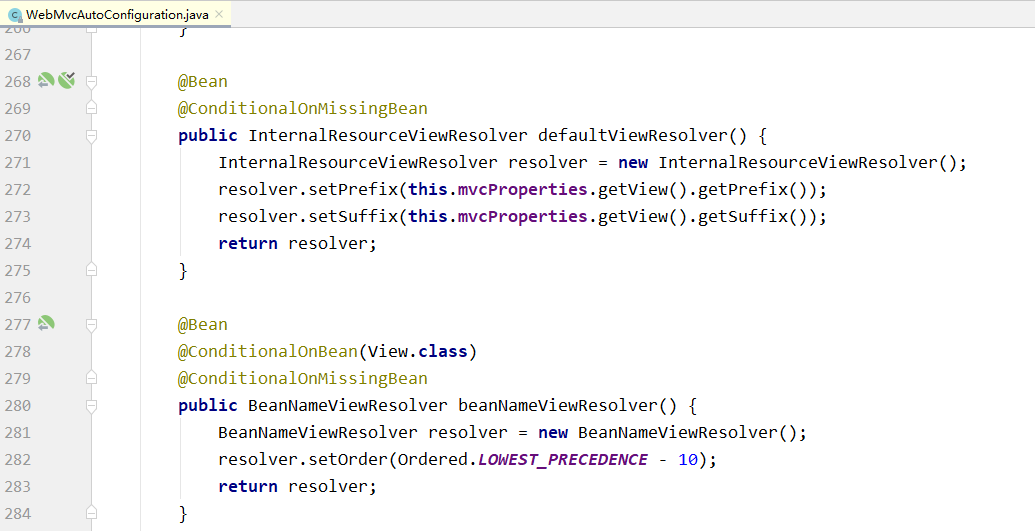 WebMvcAutoConfiguration.java
266 }
267
268 @Bean
269 @ConditionalOnMissingBean
270 public InternalResourceViewResolver defaultViewResolver() {
271 InternalResourceViewResolver resolver = new InternalResourceViewResolver();
272 resolver.setPrefix(this.mvcProperties.getView().getPrefix());
273 resolver.setSuffix(this.mvcProperties.getView().getSuffix());
274 return resolver;
275 }
276
277 @Bean
278 @ConditionalOnBean(View.class)
279 @ConditionalOnMissingBean
280 public BeanNameViewResolver beanNameViewResolver() {
281 BeanNameViewResolver resolver = new BeanNameViewResolver();
282 resolver.setOrder(Ordered.LOWEST_PRECEDENCE - 10);
283 return resolver;
284 }